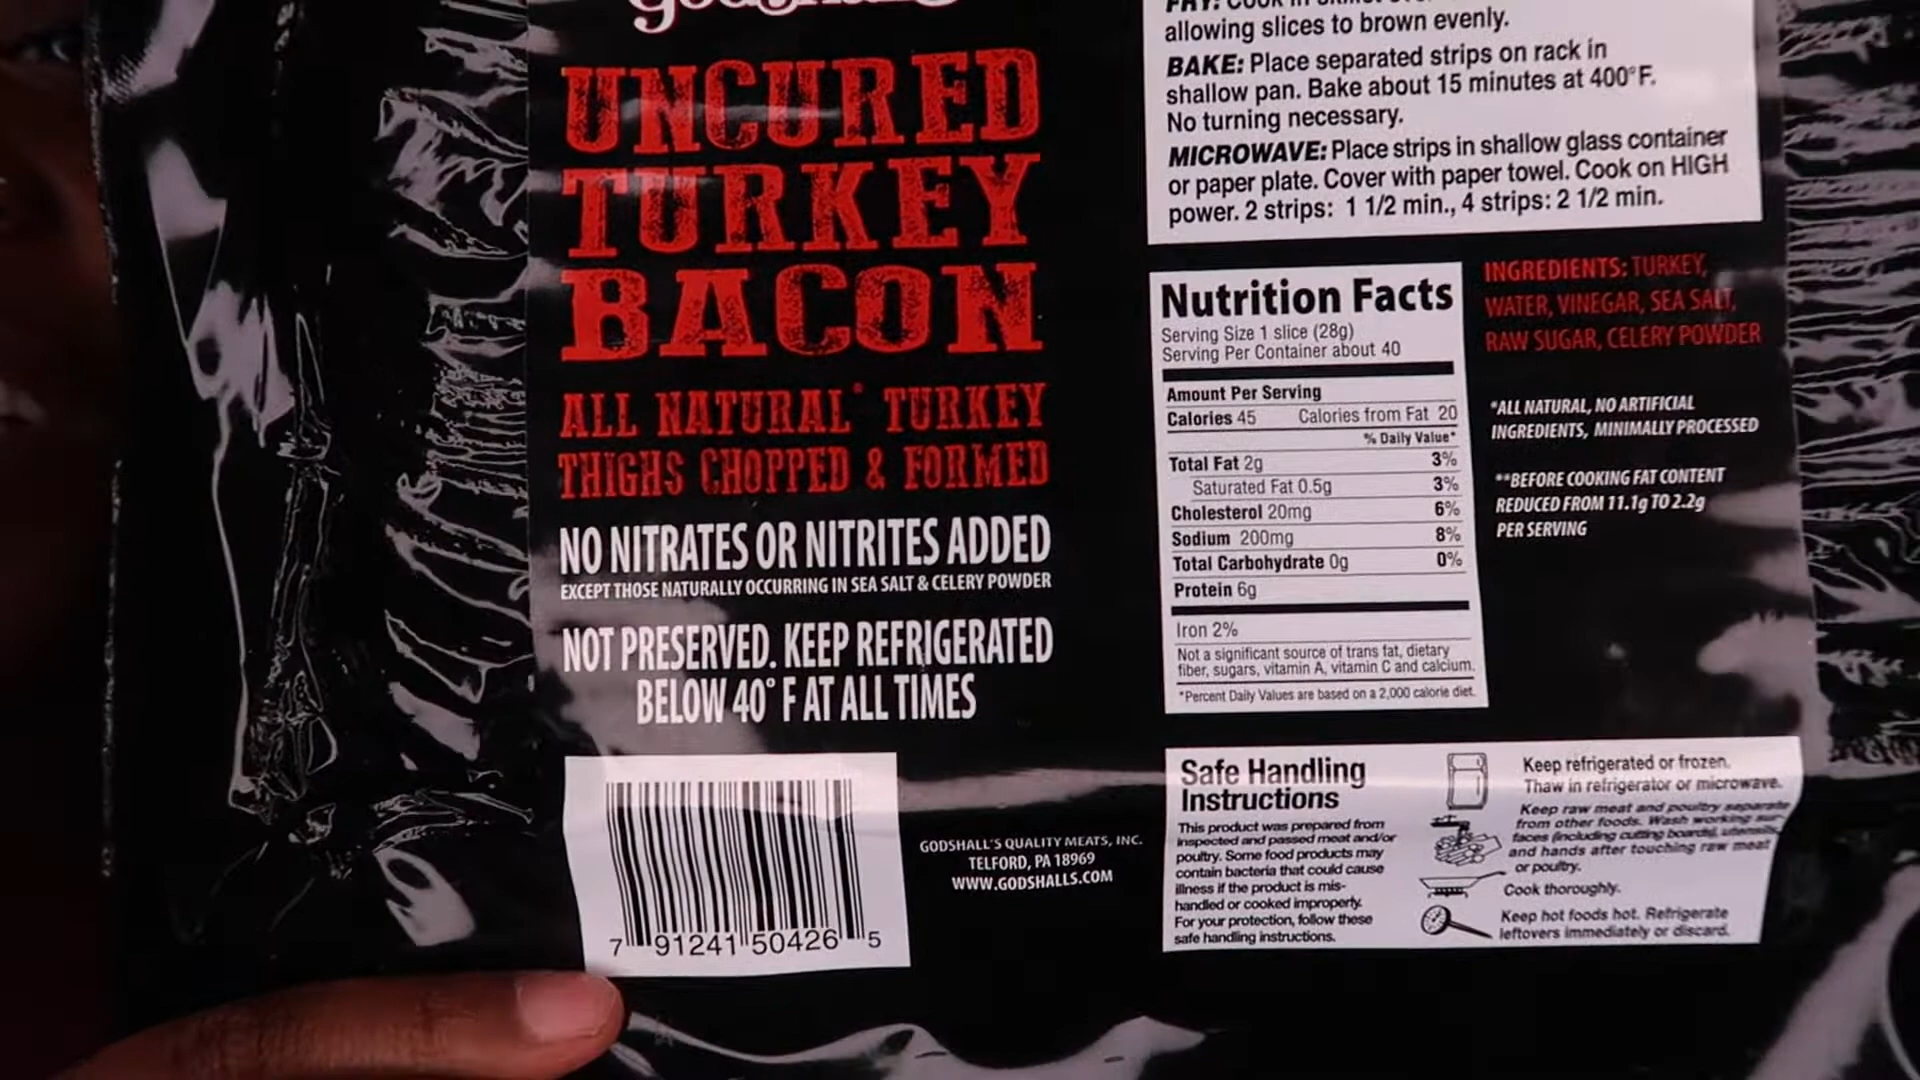 UNCURED
TURKEY
BACON
ALL NATURAL* TURKEY
THIGHS CHOPPED & FORMED
NO NITRATES OR NITRITES ADDED
EXCEPT THOSE NATURALLY OCCURRING IN SEA SALT & CELERY POWDER
NOT PRESERVED. KEEP REFRIGERATED
BELOW 40° F AT ALL TIMES
7 91241 50426 5
GODSHALL'S QUALITY MEATS, INC.
TELFORD, PA 18969
WWW.GODSHALLS.COM
allowing slices to brown evenly.
BAKE: Place separated strips on rack in
shallow pan. Bake about 15 minutes at 400°F.
No turning necessary.
MICROWAVE: Place strips in shallow glass container
or paper plate. Cover with paper towel. Cook on HIGH
power. 2 strips: 1 1/2 min., 4 strips: 2 1/2 min.
Nutrition Facts
Serving Size 1 slice (28g)
Serving Per Container about 40
Amount Per Serving
Calories 45 Calories from Fat 20
% Daily Value*
Total Fat 2g 3%
Saturated Fat 0.5g 3%
Cholesterol 20mg 6%
Sodium 200mg 8%
Total Carbohydrate 0g 0%
Protein 6g
Iron 2%
Not a significant source of trans fat, dietary
fiber, sugars, vitamin A, vitamin C and calcium.
*Percent Daily Values are based on a 2,000 calorie diet.
INGREDIENTS: TURKEY,
WATER, VINEGAR, SEA SALT,
RAW SUGAR, CELERY POWDER
*ALL NATURAL, NO ARTIFICIAL
INGREDIENTS, MINIMALLY PROCESSED
**BEFORE COOKING FAT CONTENT
REDUCED FROM 11.1g TO 2.2g
PER SERVING
Safe Handling
Instructions
This product was prepared from
inspected and passed meat and/or
poultry. Some food products may
contain bacteria that could cause
illness if the product is mis-
handled or cooked improperly.
For your protection, follow these
safe handling instructions.
Keep refrigerated or frozen.
Thaw in refrigerator or microwave.
Keep raw meat and poultry separate
from other foods. Wash working sur-
faces (including cutting boards), utensils,
and hands after touching raw meat
or poultry.
Cook thoroughly.
Keep hot foods hot. Refrigerate
leftovers immediately or discard.